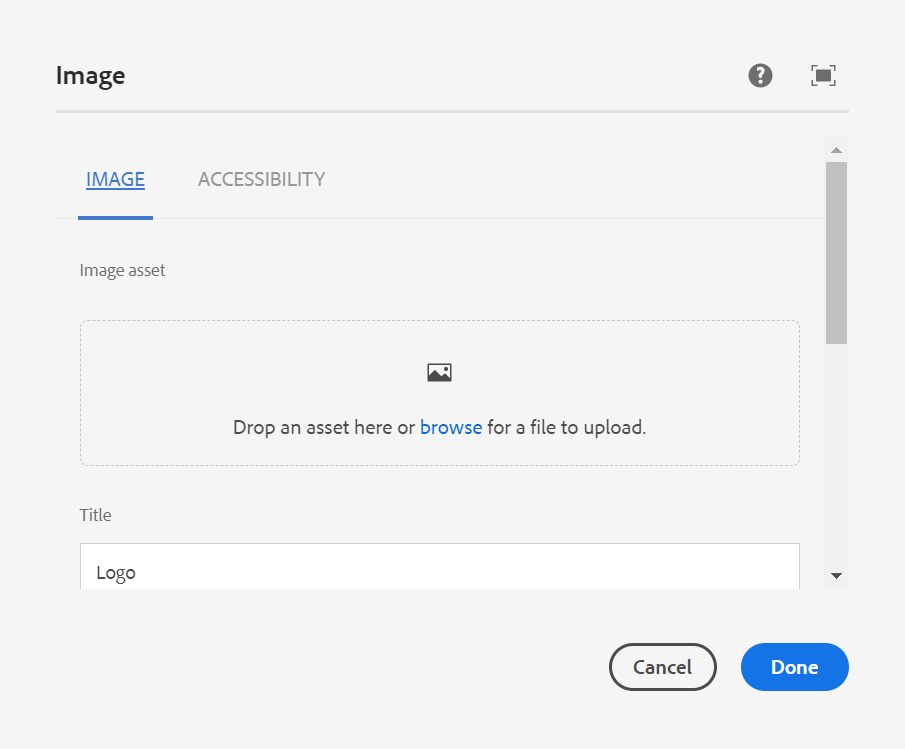 Image
IMAGE ACCESSIBILITY
Image asset
Drop an asset here or browse for a file to upload.
Title
Logo
Cancel Done